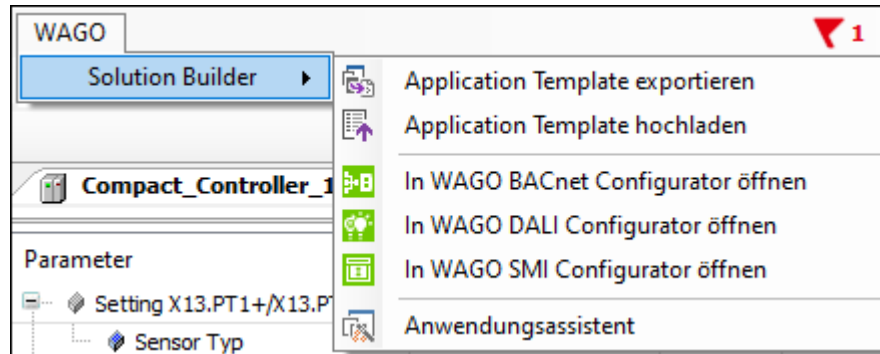 WAGO
1
Solution Builder
Application Template exportieren
Application Template hochladen
In WAGO BACnet Configurator öffnen
In WAGO DALI Configurator öffnen
In WAGO SMI Configurator öffnen
Anwendungsassistent
Compact_Controller_1
Parameter
Setting X13.PT1+/X13.P
Sensor Typ